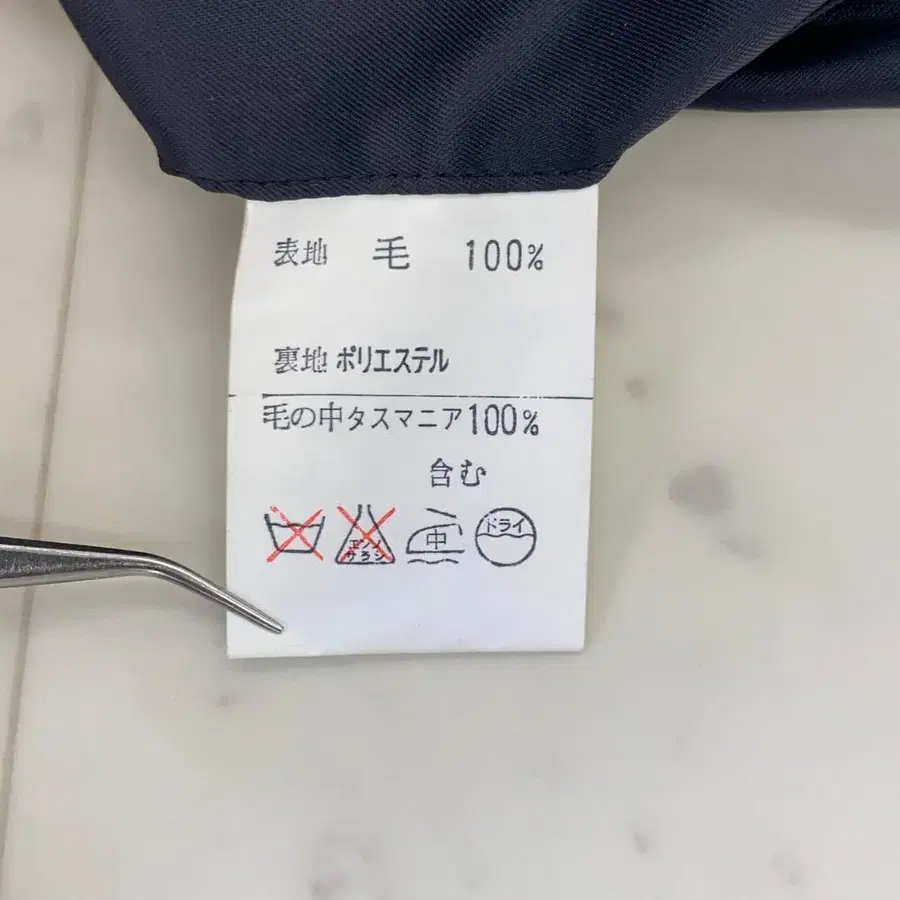 表地 毛 100%
裏地 ポリエステル
毛の中タスマニア100%
含む
エンソ
サラシ
中
ドライ